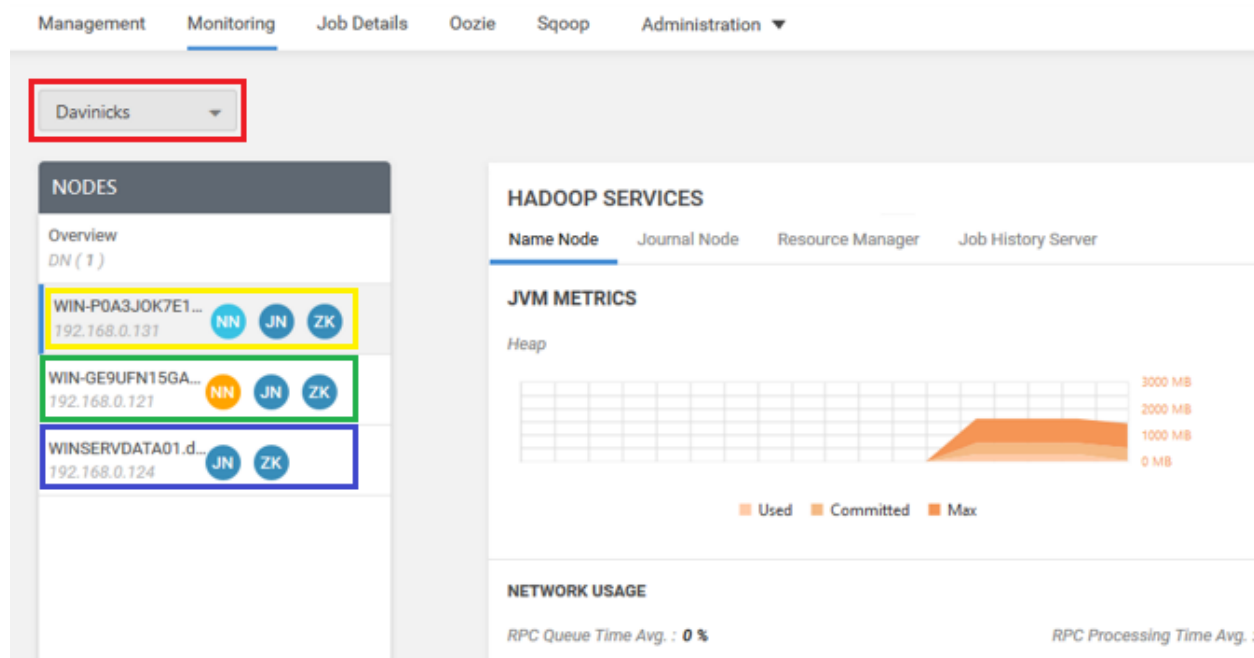 Management Monitoring Job Details Oozie Sqoop Administration
Davinicks
NODES
Overview
DN ( 1 )
WIN-P0A3JOK7E1...
192.168.0.131
NN JN ZK
WIN-GE9UFN15GA...
192.168.0.121
NN JN ZK
WINSERVDATA01.d...
192.168.0.124
JN ZK
HADOOP SERVICES
Name Node Journal Node Resource Manager Job History Server
JVM METRICS
Heap
3000 MB
2000 MB
1000 MB
0 MB
Used Committed Max
NETWORK USAGE
RPC Queue Time Avg. : 0 % RPC Processing Time Avg. :